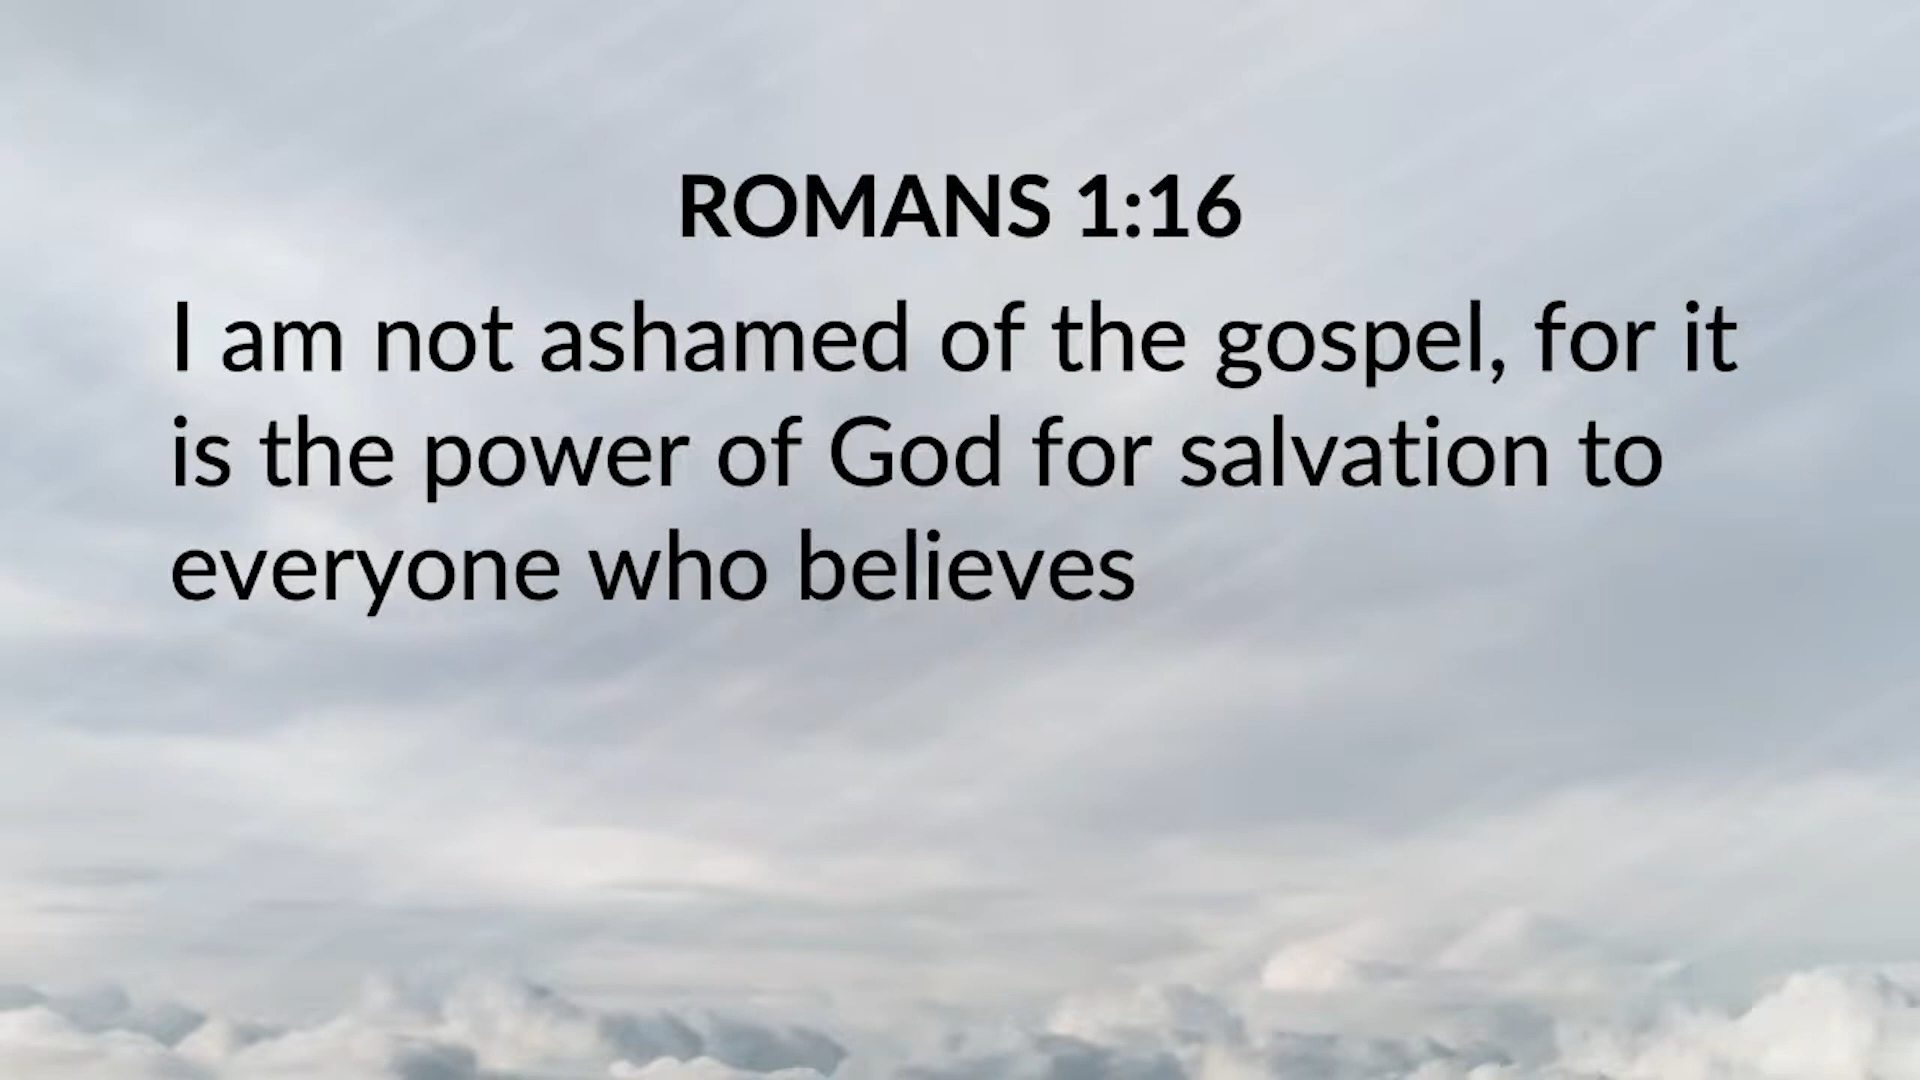 ROMANS 1:16
I am not ashamed of the gospel, for it
is the power of God for salvation to
everyone who believes